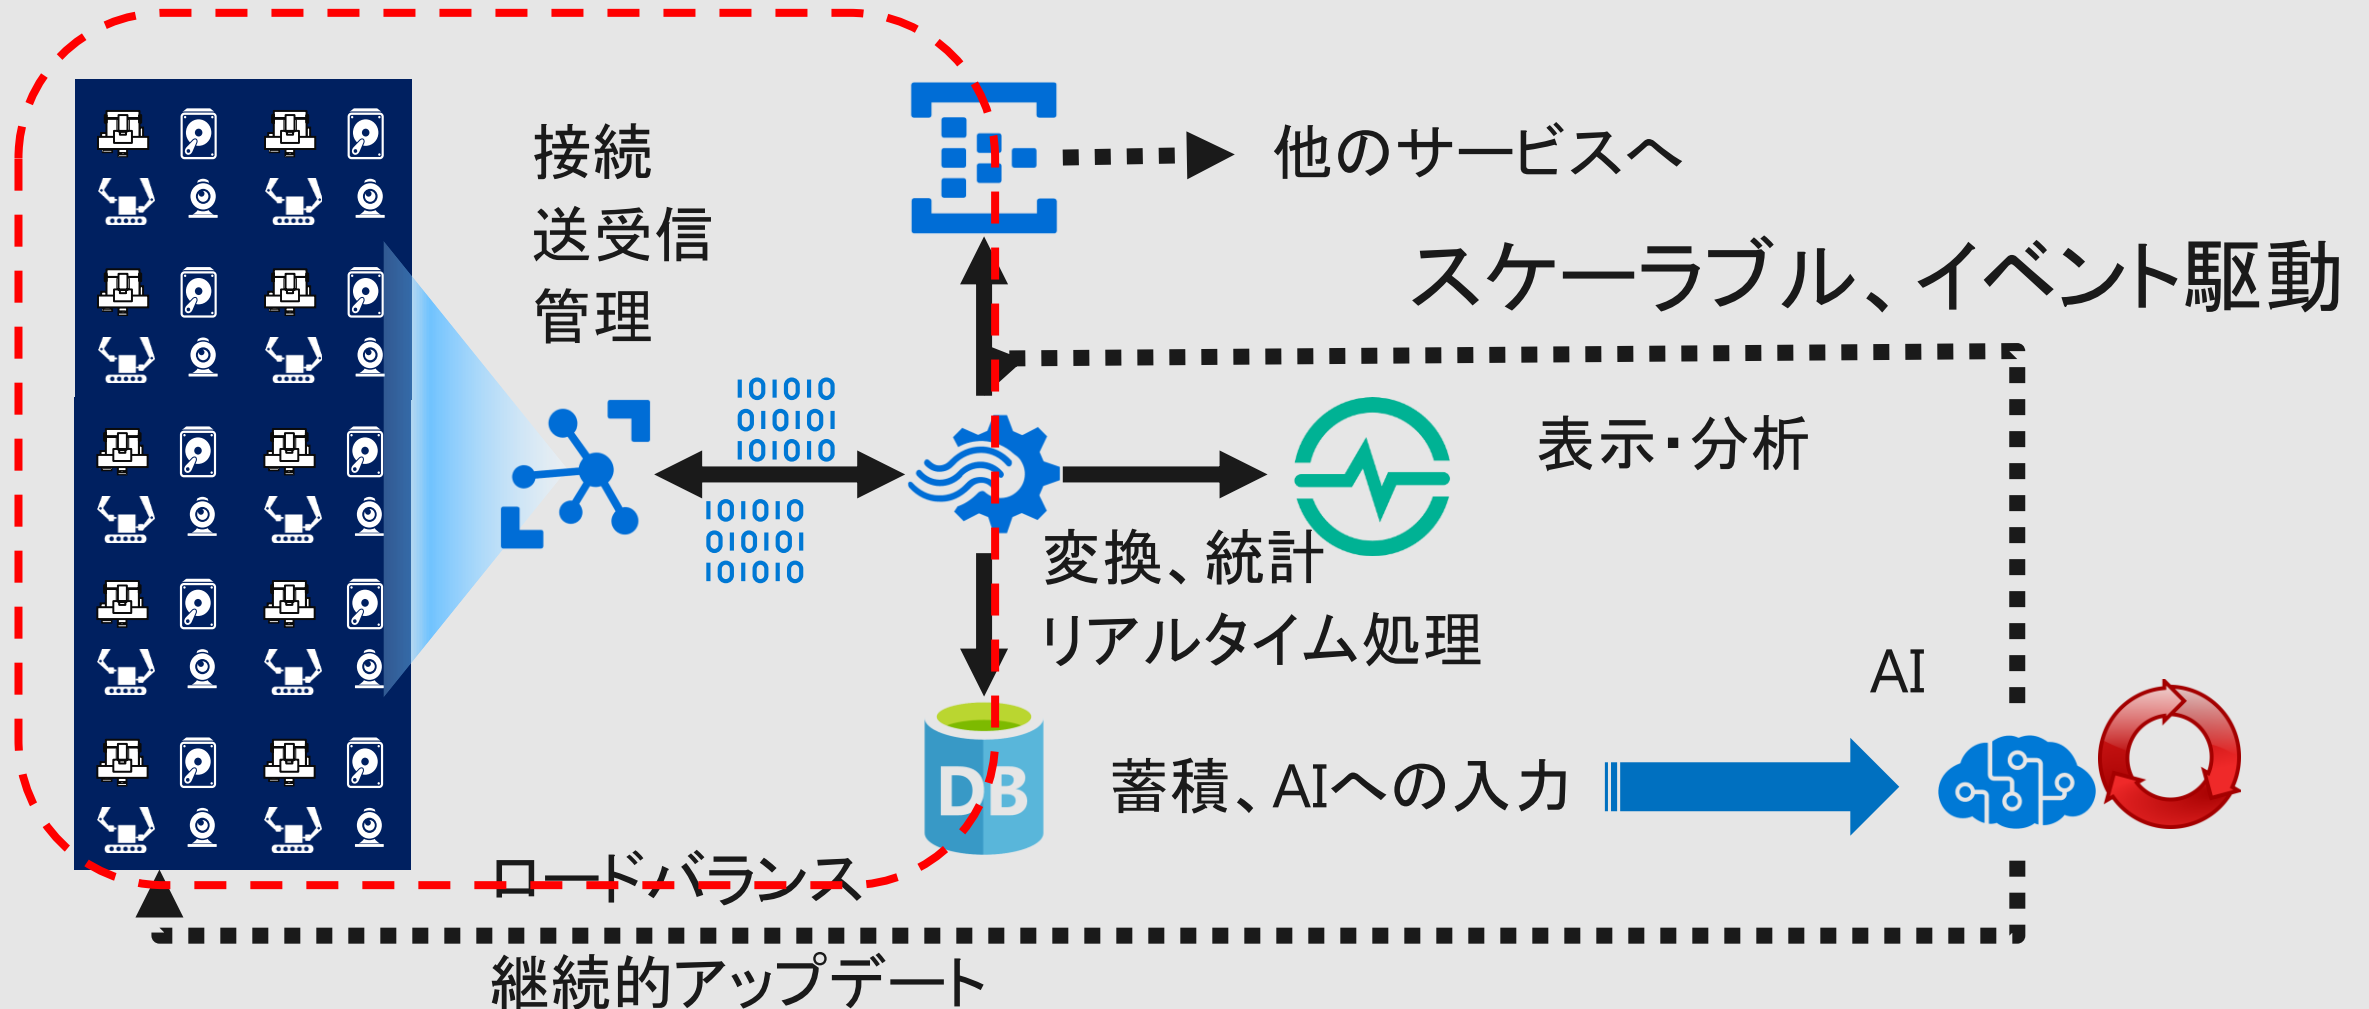 接続
送受信
管理
他のサービスへ
スケーラブル、イベント駆動
101010
010101
101010
表示・分析
101010
010101
101010
変換、統計
リアルタイム処理
AI
DB
蓄積、AIへの入力
ロードバランス
継続的アップデート